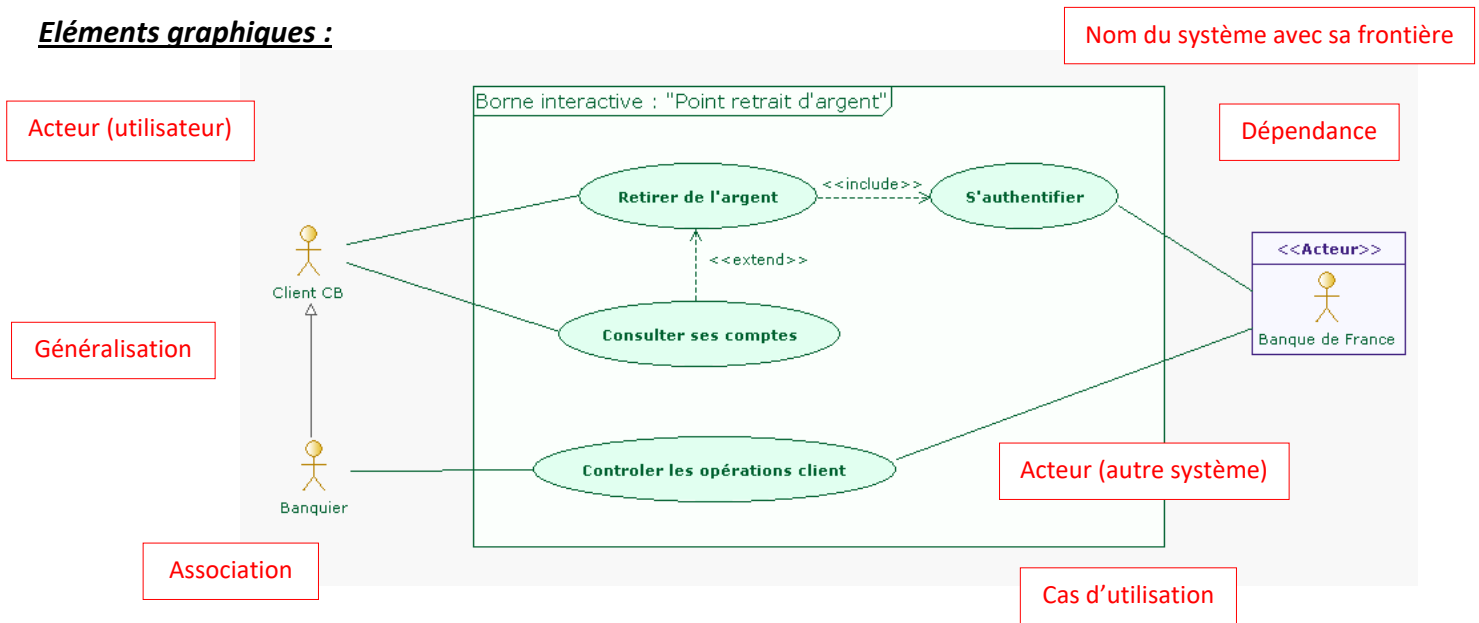 Eléments graphiques :
Nom du système avec sa frontière
Borne interactive : "Point retrait d'argent"
Acteur (utilisateur)
Dépendance
Retirer de l'argent
<<include>>
S'authentifier
<<Acteur>>
<<extend>>
Client CB
Consulter ses comptes
Banque de France
Généralisation
Controler les opérations client
Acteur (autre système)
Banquier
Association
Cas d’utilisation